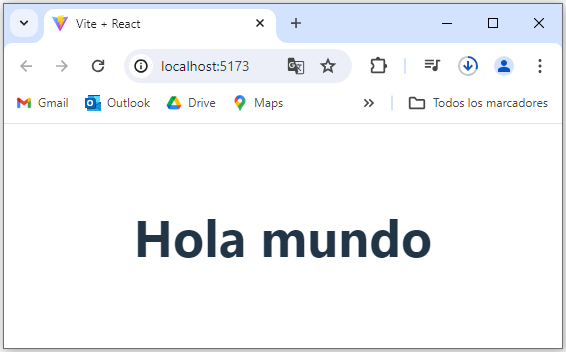 Vite + React
localhost:5173
Gmail Outlook Drive Maps Todos los marcadores
Hola mundo